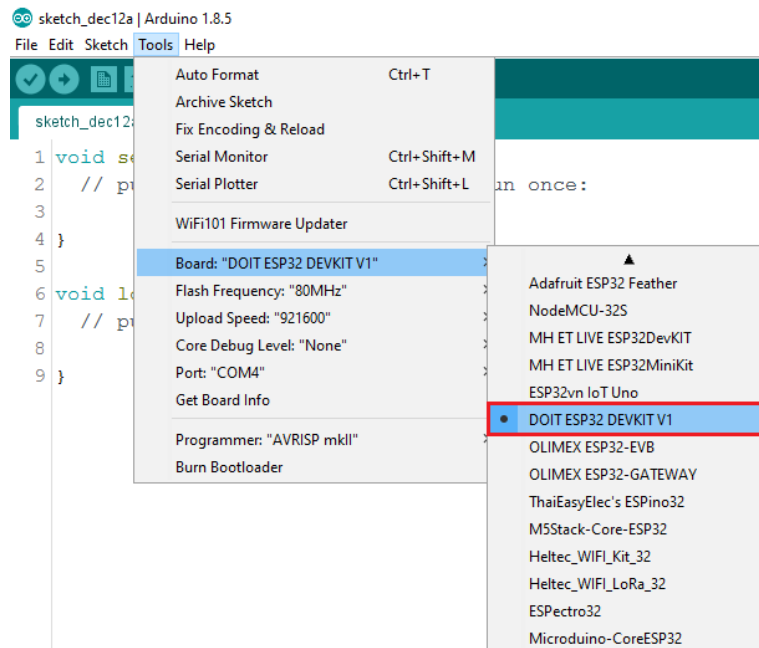 sketch_dec12a | Arduino 1.8.5
File Edit Sketch Tools Help
sketch_dec12
Auto Format Ctrl+T
Archive Sketch
Fix Encoding & Reload
Serial Monitor Ctrl+Shift+M
Serial Plotter Ctrl+Shift+L
WiFi101 Firmware Updater
Board: "DOIT ESP32 DEVKIT V1"
Flash Frequency: "80MHz"
Upload Speed: "921600"
Core Debug Level: "None"
Port: "COM4"
Get Board Info
Programmer: "AVRISP mkII"
Burn Bootloader
1 void se
2 // pu un once:
3
4 }
5
6 void lo
7 // pu
8
9 }
Adafruit ESP32 Feather
NodeMCU-32S
MH ET LIVE ESP32DevKIT
MH ET LIVE ESP32MiniKit
ESP32vn IoT Uno
DOIT ESP32 DEVKIT V1
OLIMEX ESP32-EVB
OLIMEX ESP32-GATEWAY
ThaiEasyElec's ESPino32
M5Stack-Core-ESP32
Heltec_WIFI_Kit_32
Heltec_WIFI_LoRa_32
ESPectro32
Microduino-CoreESP32